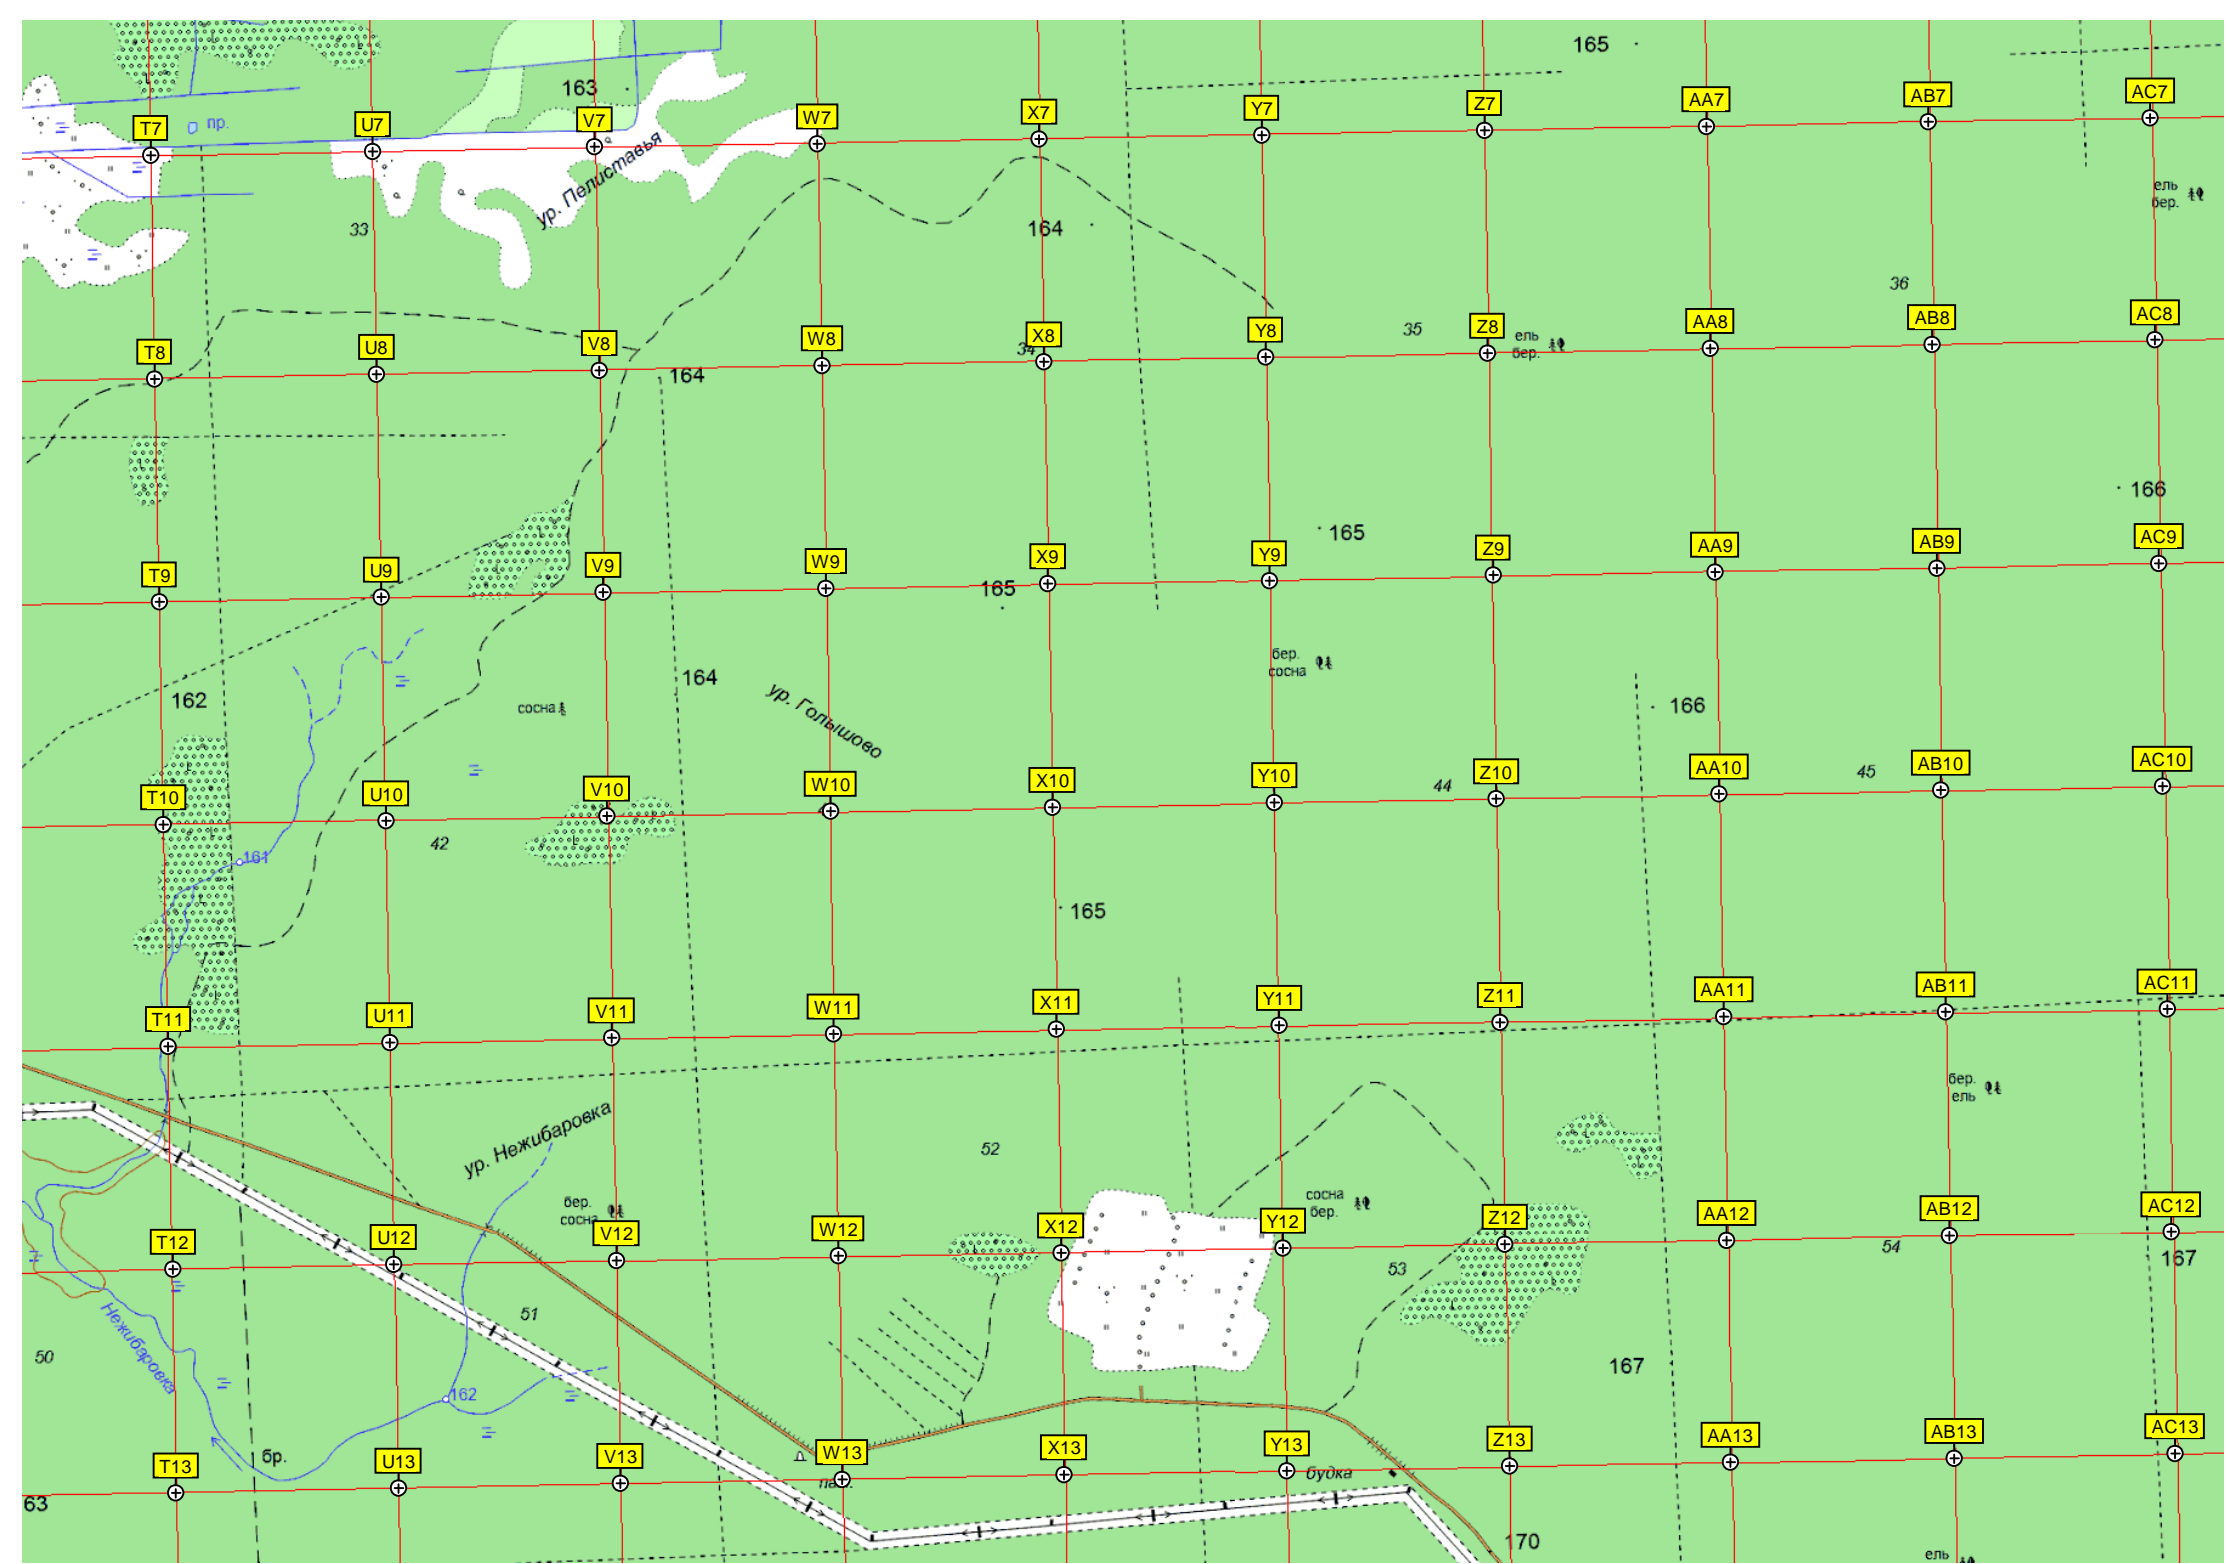 165
163
T7
U7
V7
W7
X7
Y7
Z7
AA7
AB7
AC7
пр.
ур. Пелиставья
ель
бер.
33
164
36
T8
U8
V8
W8
X8
34
Y8
35
Z8
ель
бер.
AA8
AB8
AC8
164
166
165
T9
U9
V9
W9
X9
Y9
Z9
AA9
AB9
AC9
165
бер.
сосна
162
164
сосна
ур. Голышово
166
T10
U10
V10
W10
X10
Y10
44
Z10
AA10
45
AB10
AC10
42
161
165
T11
U11
V11
W11
X11
Y11
Z11
AA11
AB11
AC11
бер.
ель
ур. Нежибаровка
52
бер.
сосна
сосна
бер.
T12
U12
V12
W12
X12
Y12
Z12
AA12
AB12
AC12
53
54
167
Нежибаровка
51
50
167
162
бр.
T13
U13
V13
W13
X13
Y13
Z13
AA13
AB13
AC13
будка
63
170
ель